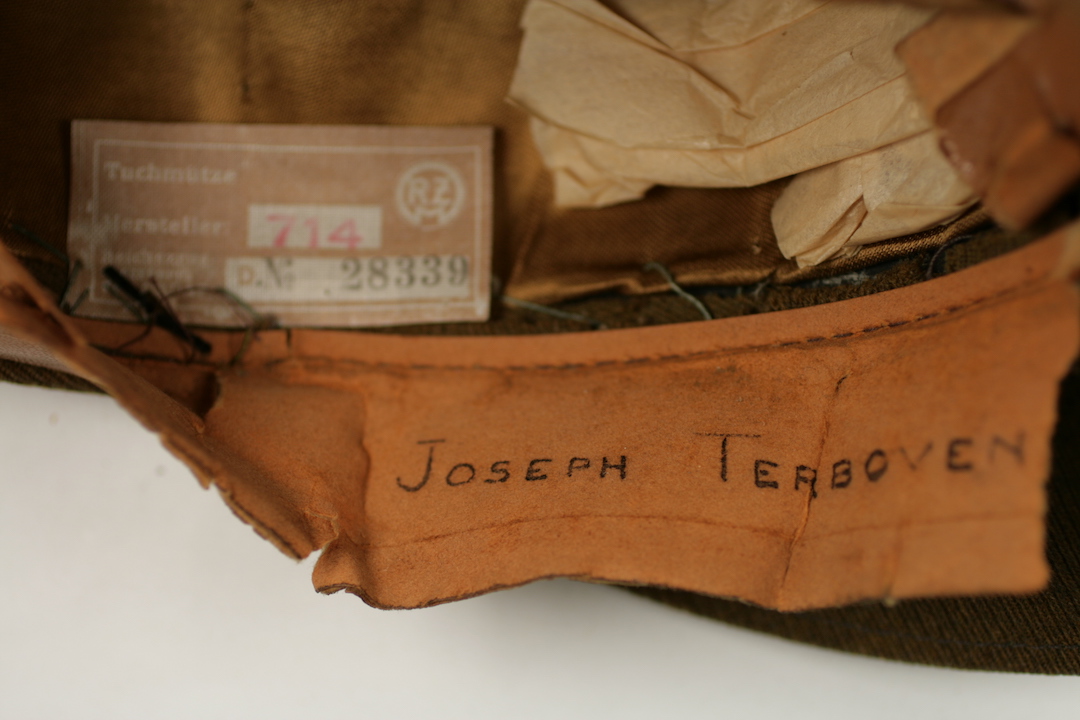 Tuchmütze
RZM
Hersteller: 714
D.№ 28339
JOSEPH TERBOVEN